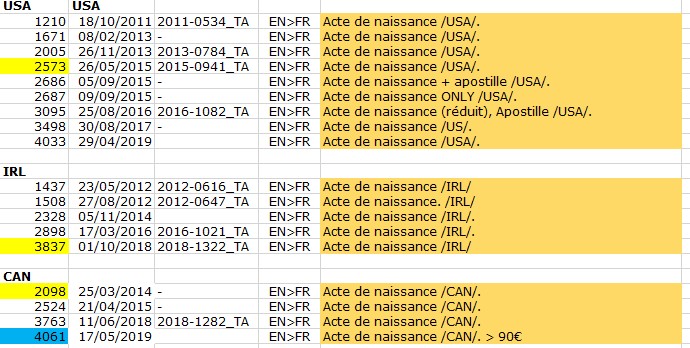 USA USA
1210 18/10/2011 2011-0534_TA EN>FR Acte de naissance /USA/.
1671 08/02/2013 - EN>FR Acte de naissance /USA/.
2005 26/11/2013 2013-0784_TA EN>FR Acte de naissance /USA/.
2573 26/05/2015 2015-0941_TA EN>FR Acte de naissance /USA/.
2686 05/09/2015 - EN>FR Acte de naissance + apostille /USA/.
2687 09/09/2015 - EN>FR Acte de naissance ONLY /USA/.
3095 25/08/2016 2016-1082_TA EN>FR Acte de naissance (réduit), Apostille /USA/.
3498 30/08/2017 - EN>FR Acte de naissance /US/.
4033 29/04/2019 EN>FR Acte de naissance /USA/.
IRL
1437 23/05/2012 2012-0616_TA EN>FR Acte de naissance /IRL/
1508 27/08/2012 2012-0647_TA EN>FR Acte de naissance. /IRL/
2328 05/11/2014 EN>FR Acte de naissance /IRL/.
2898 17/03/2016 2016-1021_TA EN>FR Acte de naissance /IRL/.
3837 01/10/2018 2018-1322_TA EN>FR Acte de naissance /IRL/
CAN
2098 25/03/2014 - EN>FR Acte de naissance /CAN/.
2524 21/04/2015 - EN>FR Acte de naissance /CAN/.
3763 11/06/2018 2018-1282_TA EN>FR Acte de naissance /CAN/.
4061 17/05/2019 EN>FR Acte de naissance /CAN/. > 90€